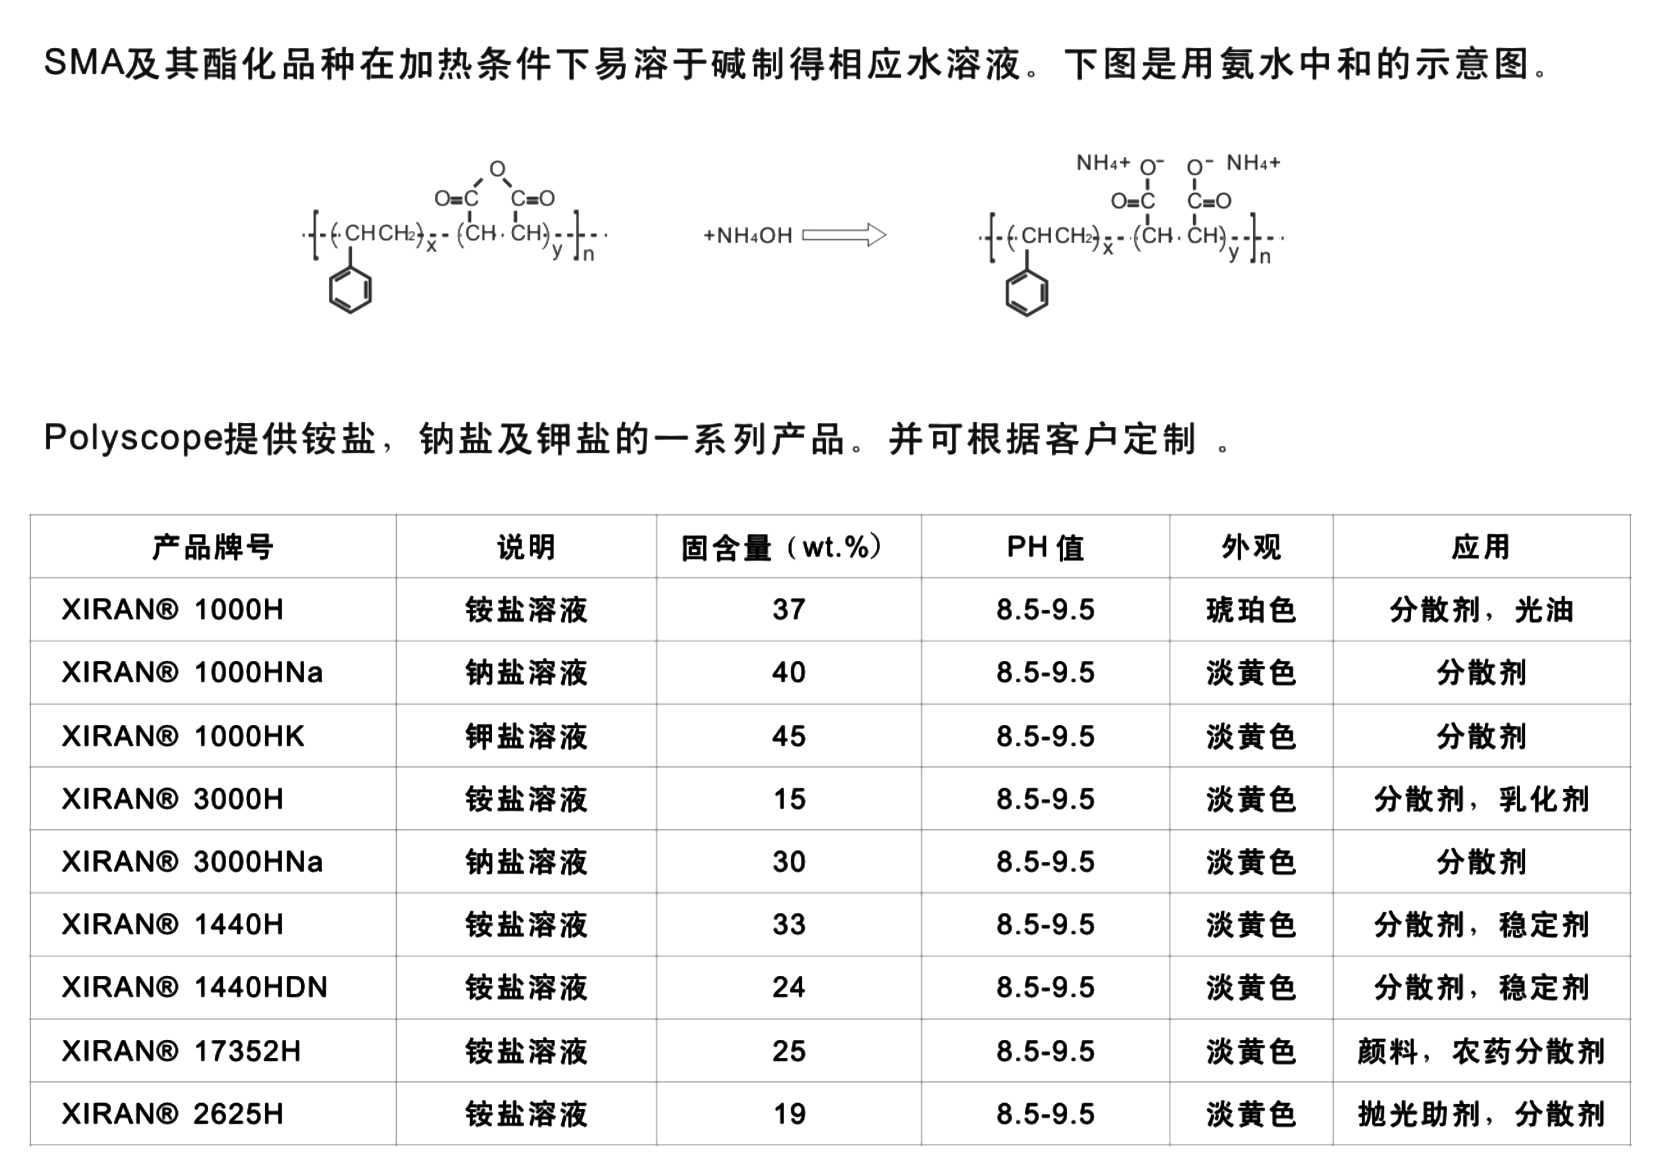 SMA及其酯化品种在加热条件下易溶于碱制得相应水溶液。下图是用氨水中和的示意图。
O
O=C C=O
[(CHCH2)x--(CH·CH)y]n
+NH4OH
NH4+ O- O- NH4+
O=C C=O
[(CHCH2)x--(CH·CH)y]n
Polyscope提供铵盐，钠盐及钾盐的一系列产品。并可根据客户定制 。
产品牌号 说明 固含量（wt.%） PH 值 外观 应用
XIRAN® 1000H 铵盐溶液 37 8.5-9.5 琥珀色 分散剂，光油
XIRAN® 1000HNa 钠盐溶液 40 8.5-9.5 淡黄色 分散剂
XIRAN® 1000HK 钾盐溶液 45 8.5-9.5 淡黄色 分散剂
XIRAN® 3000H 铵盐溶液 15 8.5-9.5 淡黄色 分散剂，乳化剂
XIRAN® 3000HNa 钠盐溶液 30 8.5-9.5 淡黄色 分散剂
XIRAN® 1440H 铵盐溶液 33 8.5-9.5 淡黄色 分散剂，稳定剂
XIRAN® 1440HDN 铵盐溶液 24 8.5-9.5 淡黄色 分散剂，稳定剂
XIRAN® 17352H 铵盐溶液 25 8.5-9.5 淡黄色 颜料，农药分散剂
XIRAN® 2625H 铵盐溶液 19 8.5-9.5 淡黄色 抛光助剂，分散剂